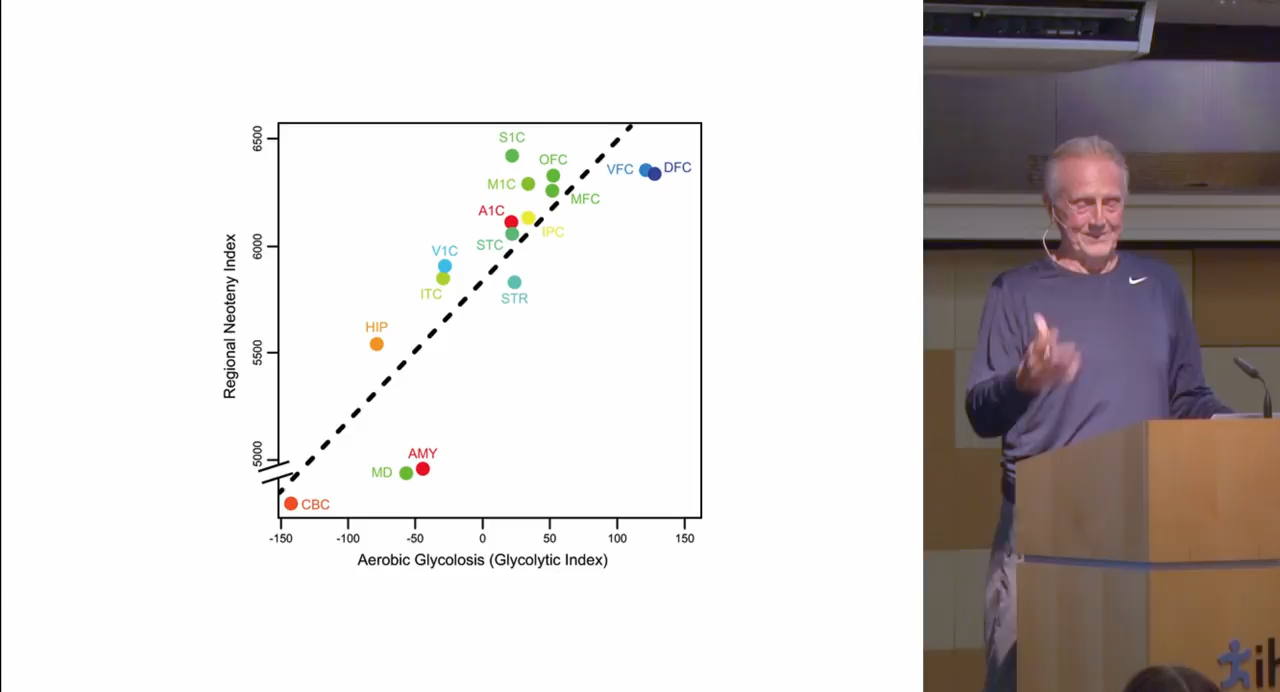 6500
6000
5500
5000
Regional Neoteny Index
S1C
OFC
VFC
DFC
M1C
MFC
A1C
IPC
STC
V1C
ITC
STR
HIP
AMY
MD
CBC
-150
-100
-50
0
50
100
150
Aerobic Glycolosis (Glycolytic Index)
ih